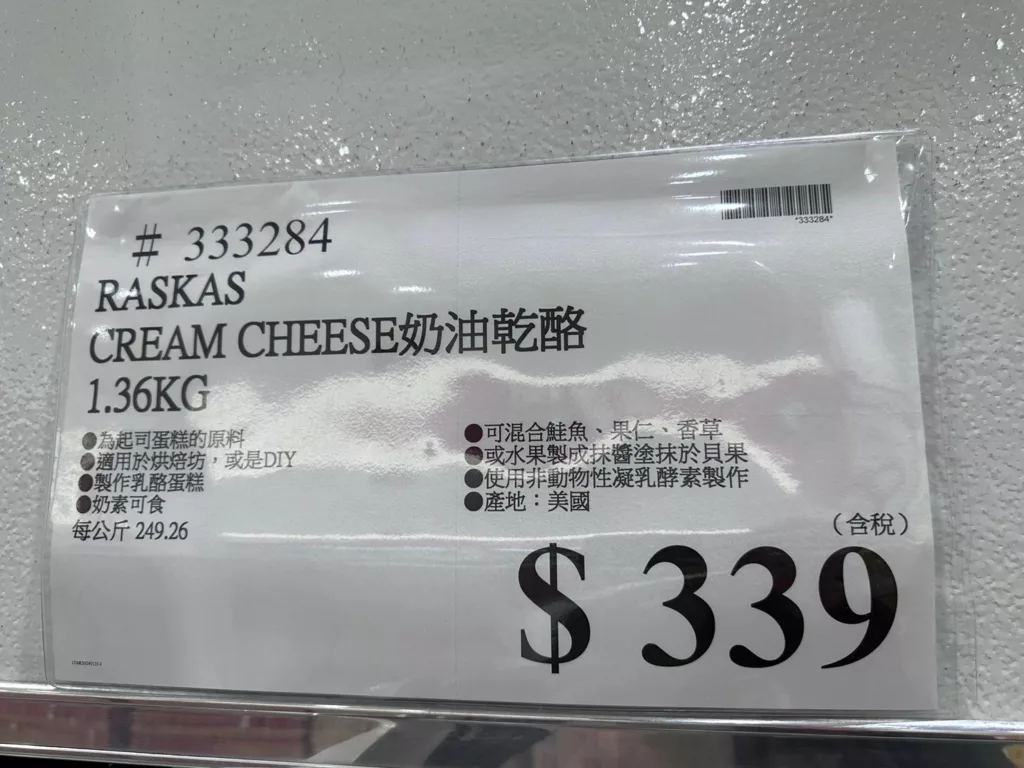 *333284*
# 333284
RASKAS
CREAM CHEESE奶油乾酪
1.36KG
●為起司蛋糕的原料
●適用於烘焙坊，或是DIY
●製作乳酪蛋糕
●奶素可食
每公斤 249.26
●可混合鮭魚、果仁、香草
●或水果製成抹醬塗抹於貝果
●使用非動物性凝乳酵素製作
●產地：美國
（含稅）
$ 339